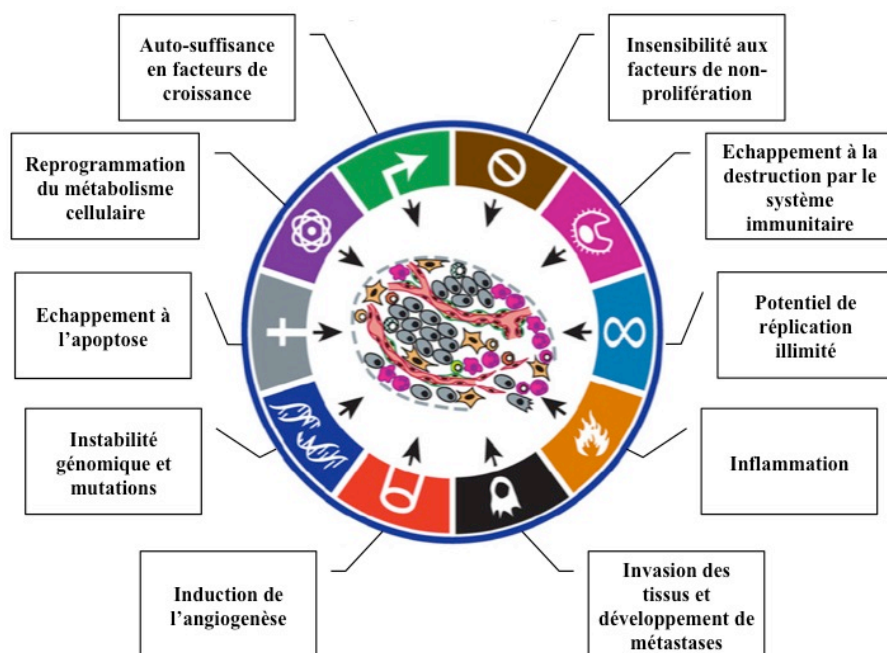 Auto-suffisance
en facteurs de
croissance
Insensibilité aux
facteurs de non-
prolifération
Reprogrammation
du métabolisme
cellulaire
Echappement à la
destruction par le
système
immunitaire
Echappement à
l’apoptose
Potentiel de
réplication
illimité
Instabilité
génomique et
mutations
Inflammation
Induction de
l’angiogenèse
Invasion des
tissus et
développement de
métastases